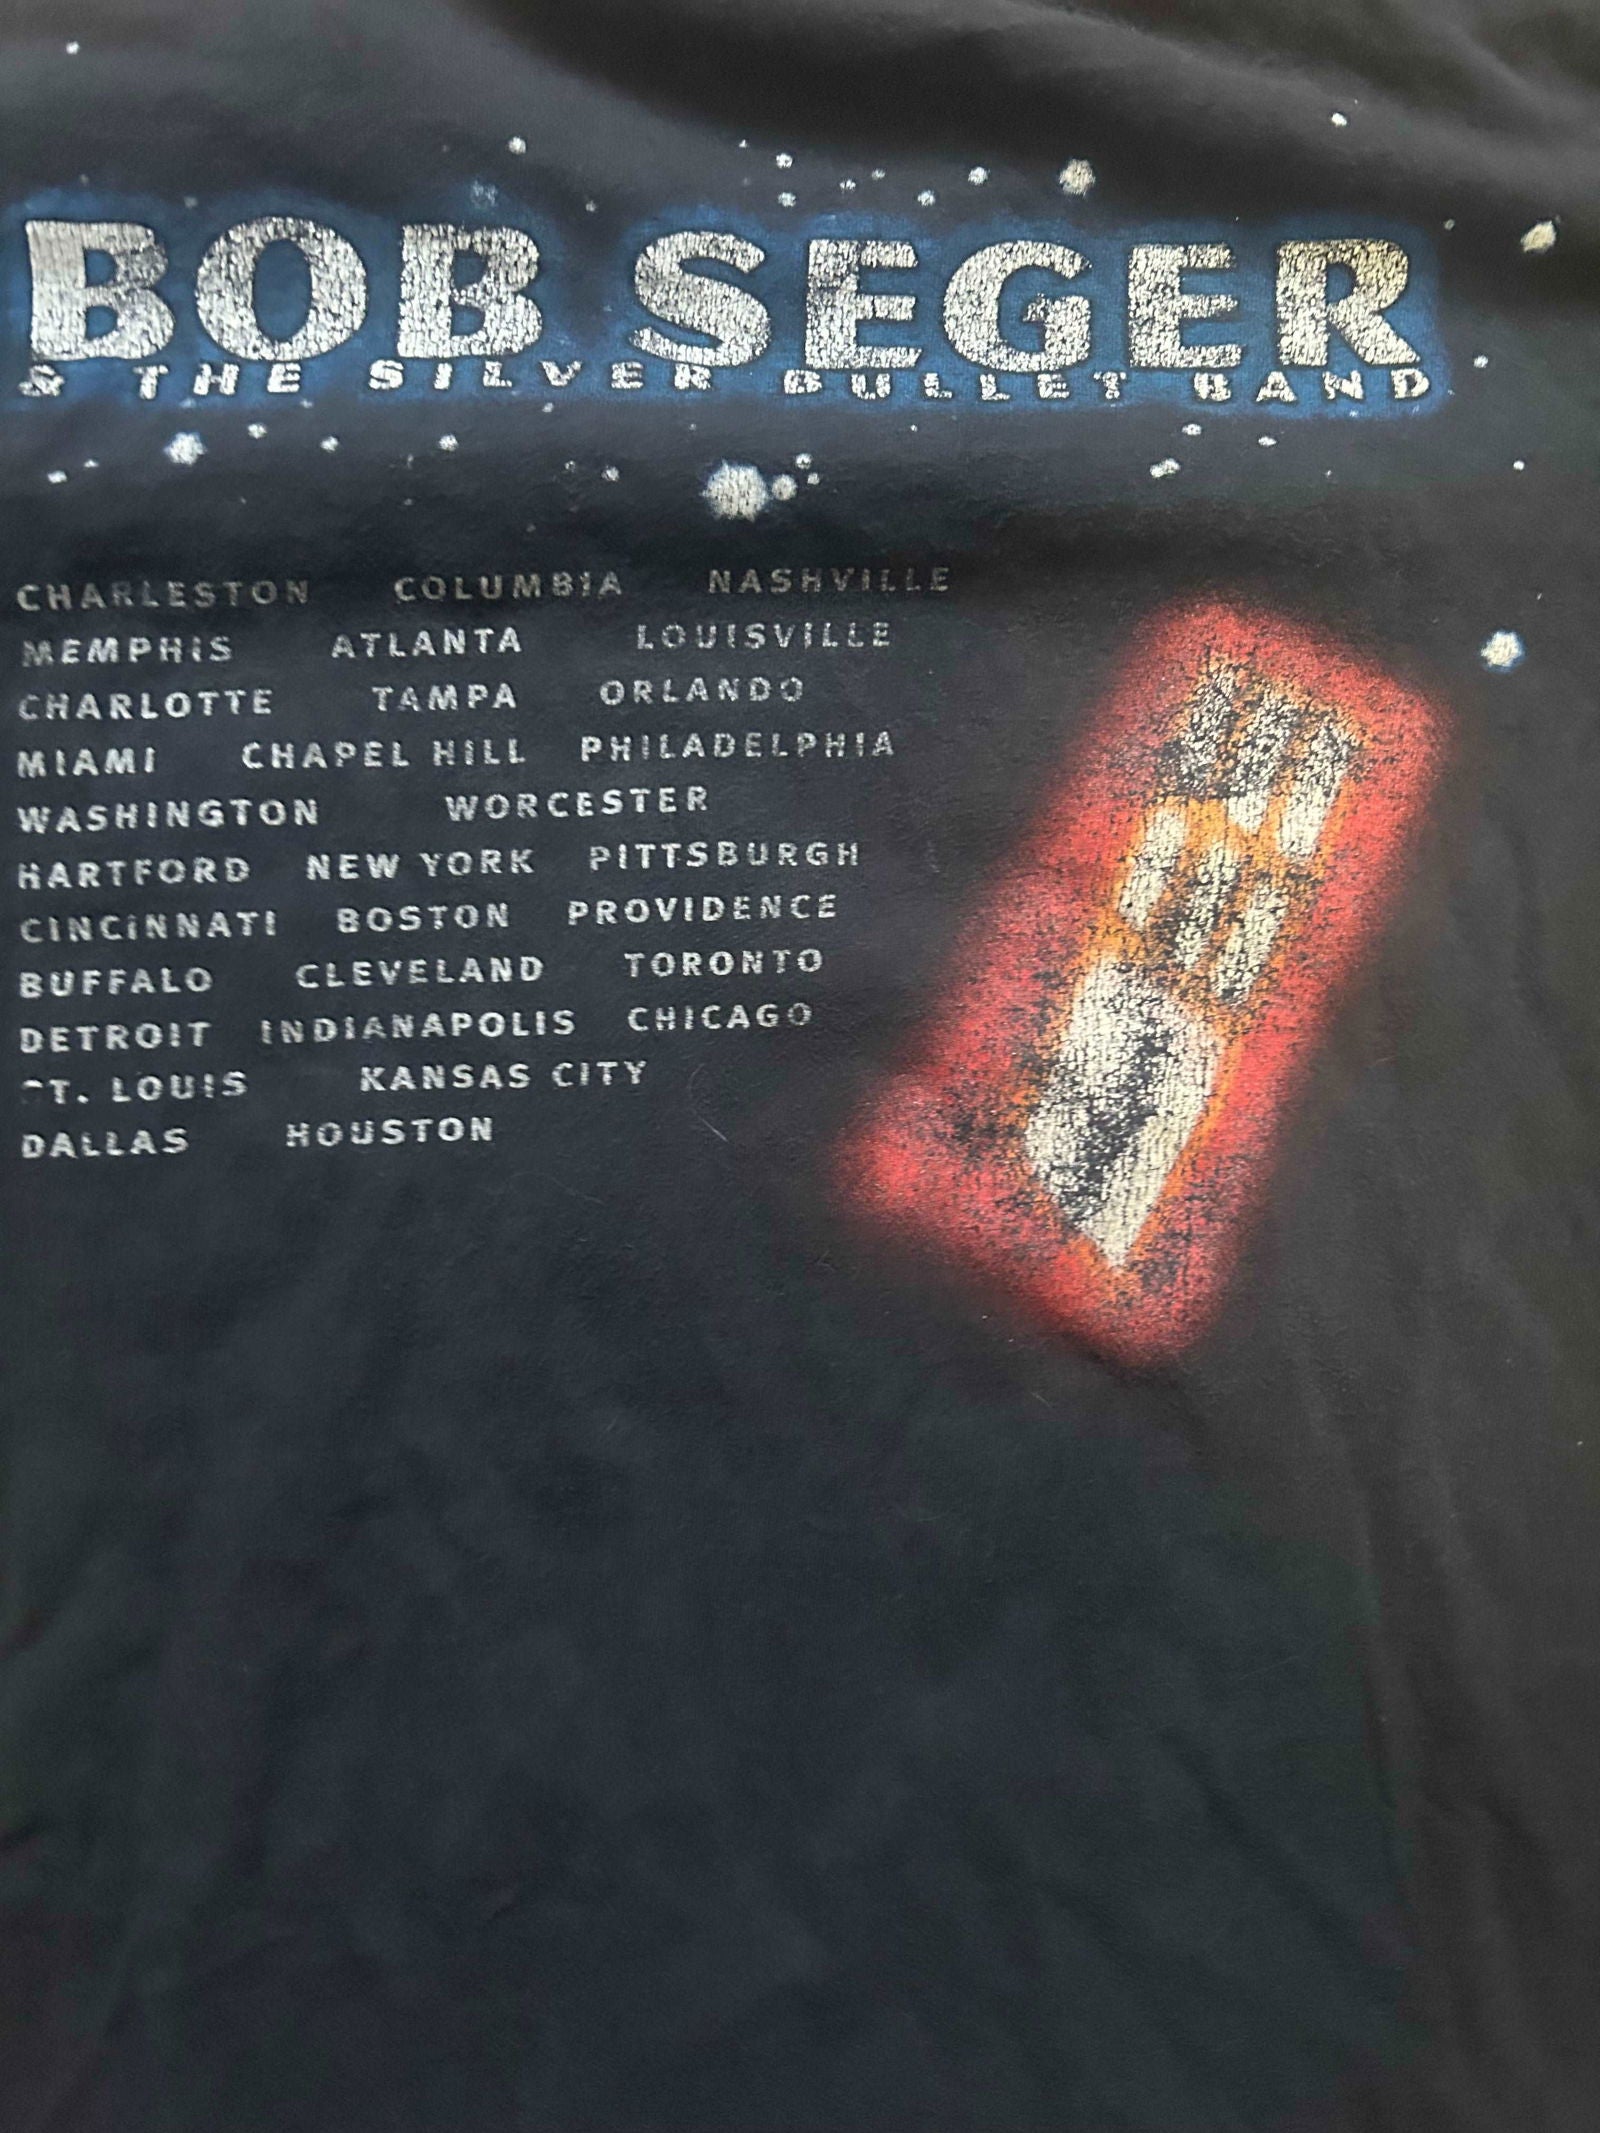 BOB SEGER
& THE SILVER BULLET BAND
CHARLESTON COLUMBIA NASHVILLE
MEMPHIS ATLANTA LOUISVILLE
CHARLOTTE TAMPA ORLANDO
MIAMI CHAPEL HILL PHILADELPHIA
WASHINGTON WORCESTER
HARTFORD NEW YORK PITTSBURGH
CINCINNATI BOSTON PROVIDENCE
BUFFALO CLEVELAND TORONTO
DETROIT INDIANAPOLIS CHICAGO
ST. LOUIS KANSAS CITY
DALLAS HOUSTON